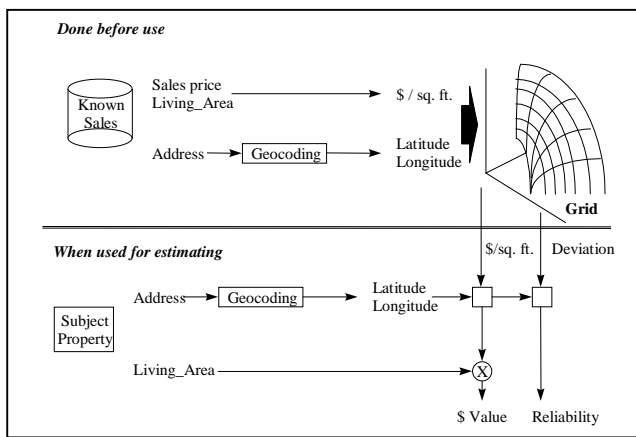 Done before use
Known
Sales
Sales price
Living_Area
$ / sq. ft.
Address
Geocoding
Latitude
Longitude
Grid
When used for estimating
$/sq. ft.
Deviation
Subject
Property
Address
Geocoding
Latitude
Longitude
Living_Area
X
$ Value
Reliability